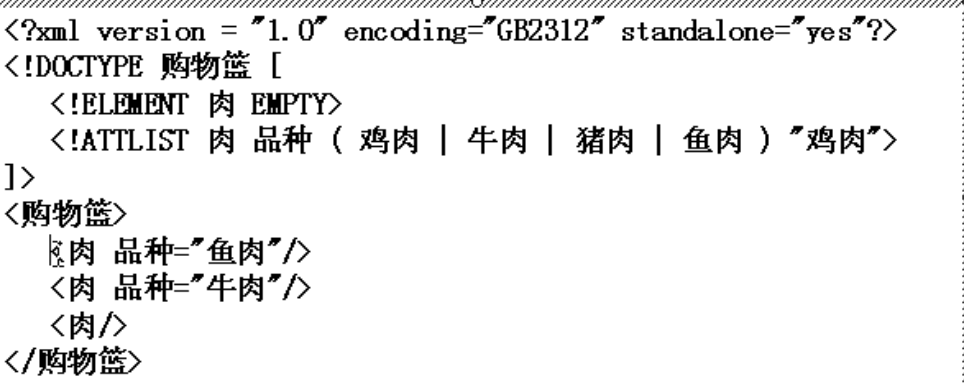 <?xml version = "1.0" encoding="GB2312" standalone="yes"?>
<!DOCTYPE 购物篮 [
<!ELEMENT 肉 EMPTY>
<!ATTLIST 肉 品种 ( 鸡肉 | 牛肉 | 猪肉 | 鱼肉 ) "鸡肉">
]>
<购物篮>
<肉 品种="鱼肉"/>
<肉 品种="牛肉"/>
<肉/>
</购物篮>